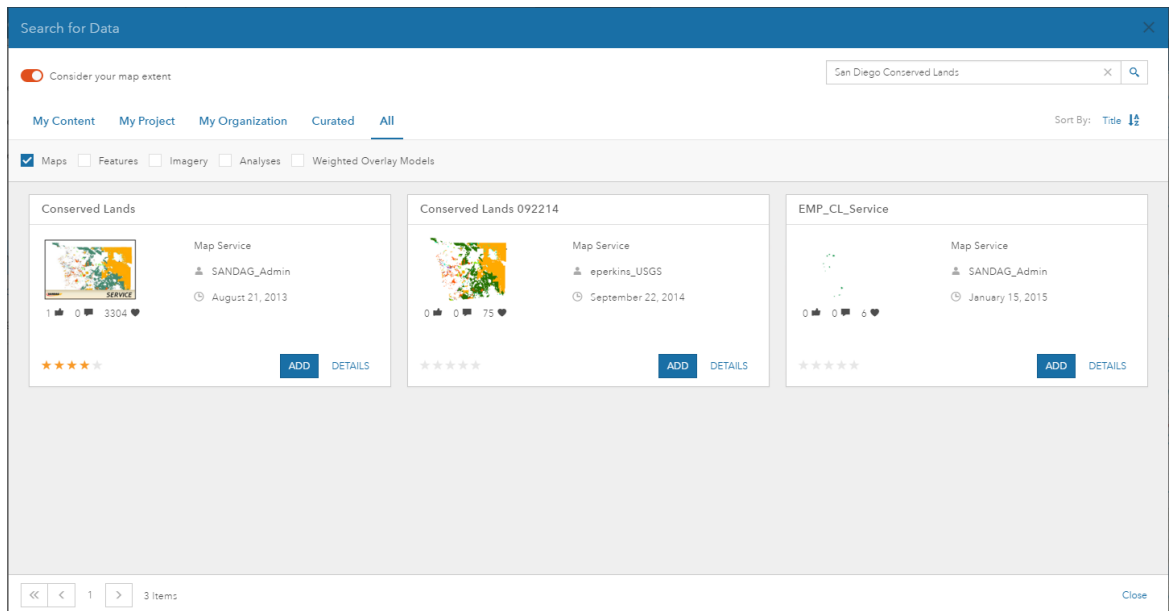 Search for Data
Consider your map extent
San Diego Conserved Lands
My Content My Project My Organization Curated All
Sort By: Title
Maps Features Imagery Analyses Weighted Overlay Models
Conserved Lands
SERVICE
Map Service
SANDAG_Admin
August 21, 2013
1 0 3304
ADD DETAILS
Conserved Lands 092214
Map Service
eperkins_USGS
September 22, 2014
0 0 75
ADD DETAILS
EMP_CL_Service
Map Service
SANDAG_Admin
January 15, 2015
0 0 6
ADD DETAILS
1 3 Items
Close